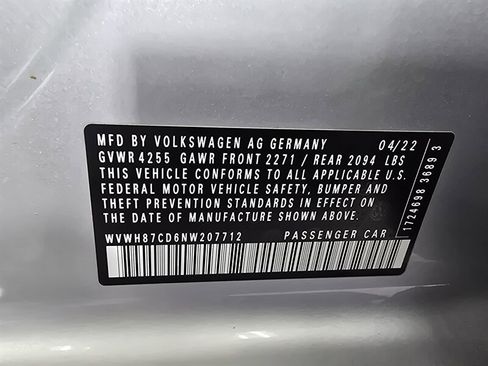 MFD BY VOLKSWAGEN AG GERMANY 04/22
GVWR 4255 GAWR FRONT 2271 / REAR 2094 LBS
THIS VEHICLE CONFORMS TO ALL APPLICABLE U.S.
FEDERAL MOTOR VEHICLE SAFETY, BUMPER AND
THEFT PREVENTION STANDARDS IN EFFECT ON
THE DATE OF MANUFACTURE SHOWN ABOVE.
WVWH87CD6NW207712 PASSENGER CAR
1724698 3689 3